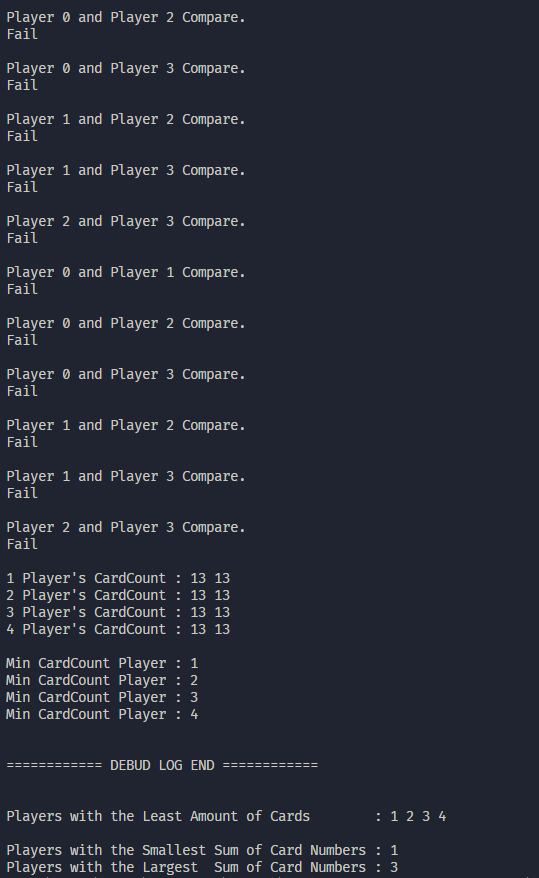 Player 0 and Player 2 Compare.
Fail
Player 0 and Player 3 Compare.
Fail
Player 1 and Player 2 Compare.
Fail
Player 1 and Player 3 Compare.
Fail
Player 2 and Player 3 Compare.
Fail
Player 0 and Player 1 Compare.
Fail
Player 0 and Player 2 Compare.
Fail
Player 0 and Player 3 Compare.
Fail
Player 1 and Player 2 Compare.
Fail
Player 1 and Player 3 Compare.
Fail
Player 2 and Player 3 Compare.
Fail
1 Player's CardCount : 13 13
2 Player's CardCount : 13 13
3 Player's CardCount : 13 13
4 Player's CardCount : 13 13
Min CardCount Player : 1
Min CardCount Player : 2
Min CardCount Player : 3
Min CardCount Player : 4
============ DEBUD LOG END ============
Players with the Least Amount of Cards        : 1 2 3 4
Players with the Smallest Sum of Card Numbers : 1
Players with the Largest  Sum of Card Numbers : 3